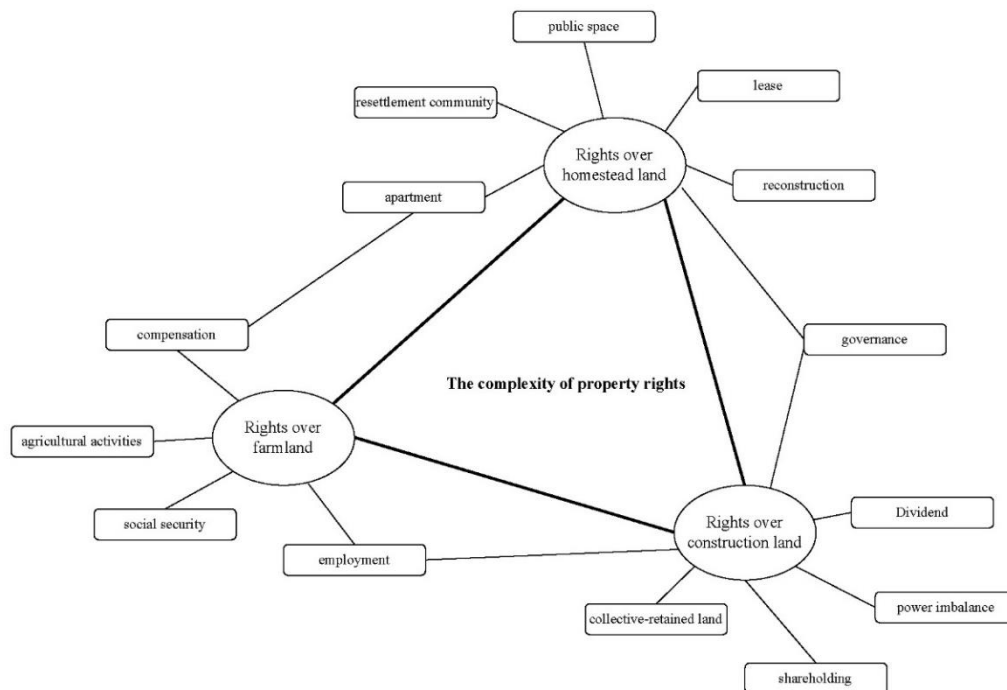 public space
lease
resettlement community
Rights over
homestead land
reconstruction
apartment
compensation
governance
The complexity of property rights
Rights over
farmland
agricultural activities
social security
employment
Rights over
construction land
Dividend
collective-retained land
power imbalance
shareholding